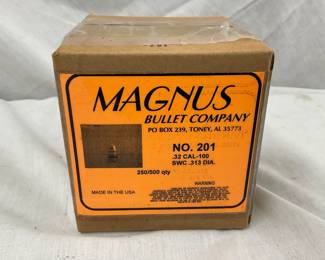 MAGNUS
BULLET COMPANY
PO BOX 239, TONEY, AL 35773
NO. 201
.32 CAL-100
SWC .313 DIA.
250/500 qty
MADE IN THE USA
WARNING